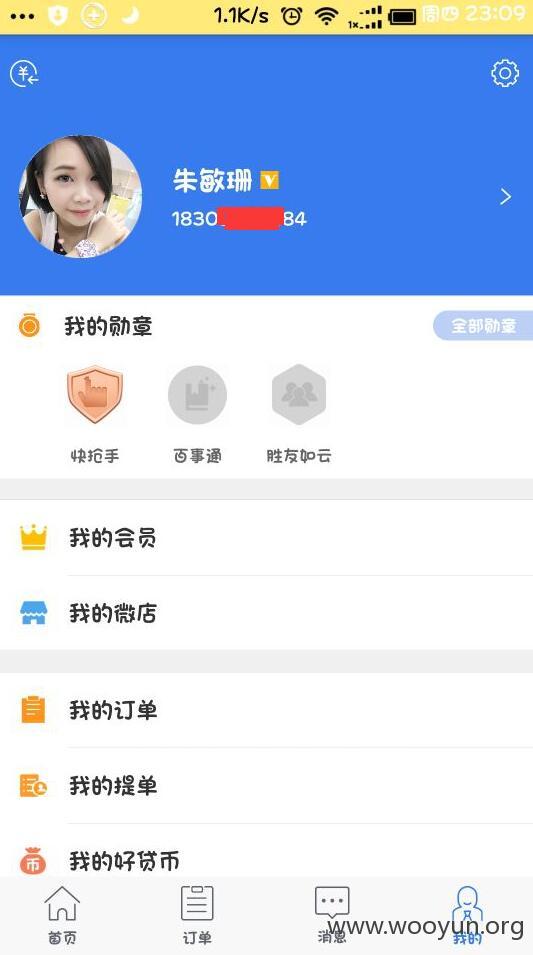 1.1K/s 1x 周四 23:09
朱敏珊 V
1830 84
我的勋章 全部勋章
快抢手 百事通 胜友如云
我的会员
我的微店
我的订单
我的提单
币 我的好贷币
首页 订单 消息 我的
www.wooyun.org